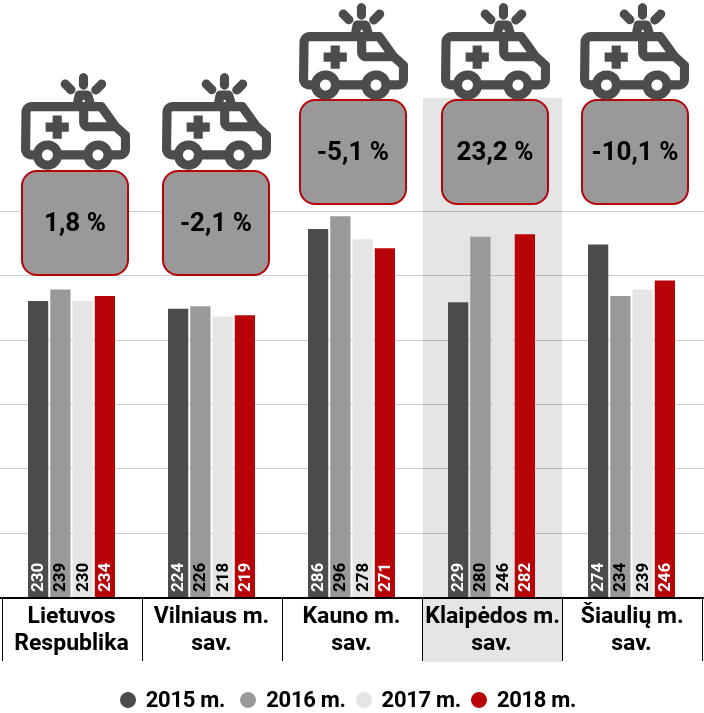 -5,1 %
23,2 %
-10,1 %
1,8 %
-2,1 %
230
239
230
234
224
226
218
219
286
296
278
271
229
280
246
282
274
234
239
246
Lietuvos
Respublika
Vilniaus m.
sav.
Kauno m.
sav.
Klaipėdos m.
sav.
Šiaulių m.
sav.
2015 m.
2016 m.
2017 m.
2018 m.